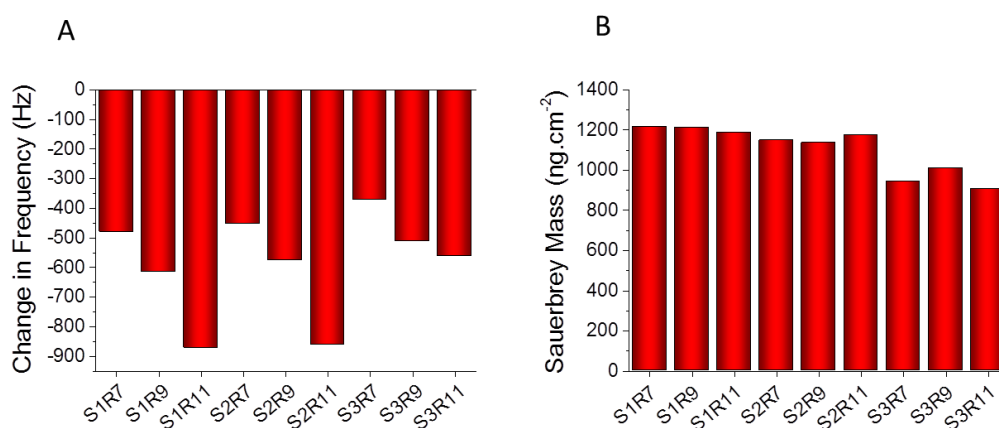 A
Change in Frequency (Hz)
0
-100
-200
-300
-400
-500
-600
-700
-800
-900
S1R7
S1R9
S1R11
S2R7
S2R9
S2R11
S3R7
S3R9
S3R11
B
Sauerbrey Mass (ng.cm-2)
1400
1200
1000
800
600
400
200
0
S1R7
S1R9
S1R11
S2R7
S2R9
S2R11
S3R7
S3R9
S3R11